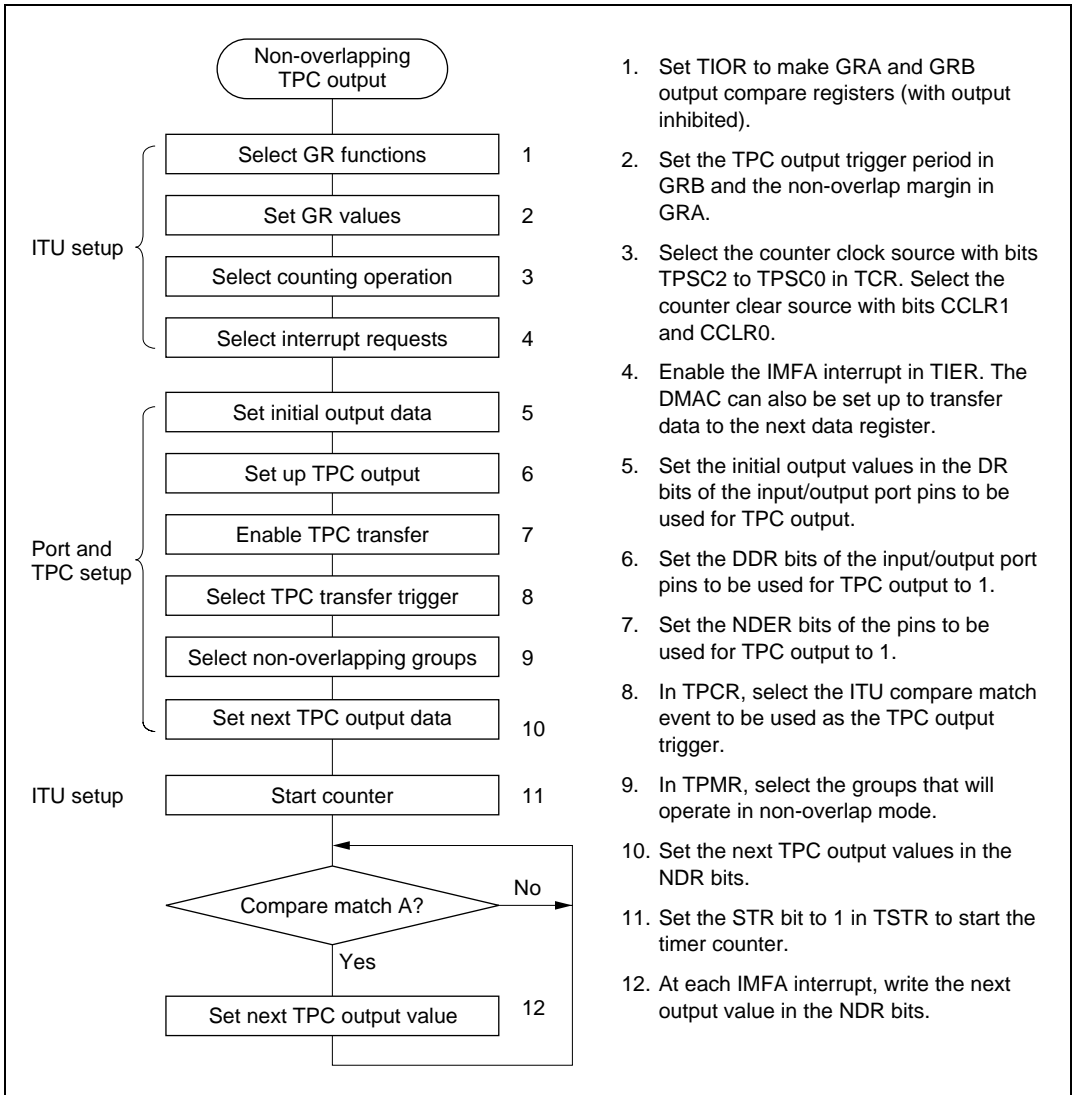 Non-overlapping
TPC output
Select GR functions 1
Set GR values 2
ITU setup
Select counting operation 3
Select interrupt requests 4
Set initial output data 5
Set up TPC output 6
Enable TPC transfer 7
Port and
TPC setup
Select TPC transfer trigger 8
Select non-overlapping groups 9
Set next TPC output data 10
ITU setup
Start counter 11
Compare match A?
No
Yes
Set next TPC output value 12
1. Set TIOR to make GRA and GRB
output compare registers (with output
inhibited).
2. Set the TPC output trigger period in
GRB and the non-overlap margin in
GRA.
3. Select the counter clock source with bits
TPSC2 to TPSC0 in TCR. Select the
counter clear source with bits CCLR1
and CCLR0.
4. Enable the IMFA interrupt in TIER. The
DMAC can also be set up to transfer
data to the next data register.
5. Set the initial output values in the DR
bits of the input/output port pins to be
used for TPC output.
6. Set the DDR bits of the input/output port
pins to be used for TPC output to 1.
7. Set the NDER bits of the pins to be
used for TPC output to 1.
8. In TPCR, select the ITU compare match
event to be used as the TPC output
trigger.
9. In TPMR, select the groups that will
operate in non-overlap mode.
10. Set the next TPC output values in the
NDR bits.
11. Set the STR bit to 1 in TSTR to start the
timer counter.
12. At each IMFA interrupt, write the next
output value in the NDR bits.